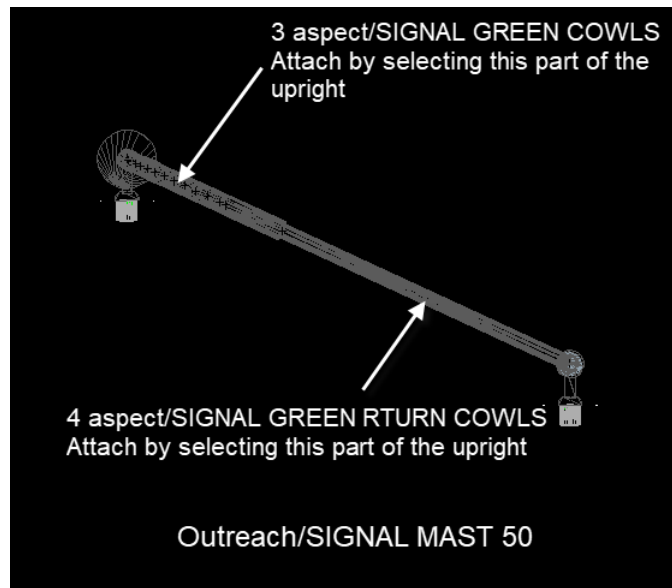 3 aspect/SIGNAL GREEN COWLS
Attach by selecting this part of the
upright
4 aspect/SIGNAL GREEN RTURN COWLS
Attach by selecting this part of the upright
Outreach/SIGNAL MAST 50